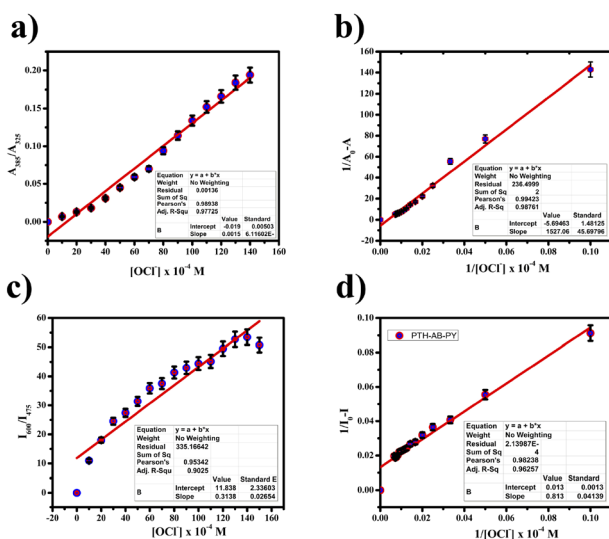 a)
A385/A325
0.20
0.15
0.10
0.05
0.00
0 20 40 60 80 100 120 140 160
[OCl-] x 10-4 M
Equation y = a + b*x
Weight No Weighting
Residual 0.00136
Sum of Sq
Pearson's 0.98938
Adj. R-Squ 0.97725
Value Standard
B Intercept -0.019 0.00503
Slope 0.0015 6.11602E-
b)
1/A0-A
160
140
120
100
80
60
40
20
0
-20
0.00 0.02 0.04 0.06 0.08 0.10
1/[OCl-] x 10-4 M
Equation y = a + b*x
Weight No Weighting
Residual 236.4999
Sum of Sq 2
Pearson's 0.99423
Adj. R-Sq 0.98761
Value Standard
B Intercept -5.69463 1.48125
Slope 1527.06 45.69796
c)
I600/I475
60
50
40
30
20
10
0
-20 0 20 40 60 80 100 120 140 160
[OCl-] x 10-4 M
Equation y = a + b*x
Weight No Weighting
Residual 335.16642
Sum of Sq
Pearson's 0.95342
Adj. R-Squ 0.9025
Value Standard E
B Intercept 11.838 2.33603
Slope 0.3138 0.02654
d)
PTH-AB-PY
1/I0-I
0.10
0.08
0.06
0.04
0.02
0.00
0.00 0.02 0.04 0.06 0.08 0.10
1/[OCl-] x 10-4 M
Equation y = a + b*x
Weight No Weighting
Residual 2.13987E-
Sum of Sq 4
Pearson's 0.98238
Adj. R-Sq 0.96257
Value Standard
B Intercept 0.013 0.0013
Slope 0.813 0.04139